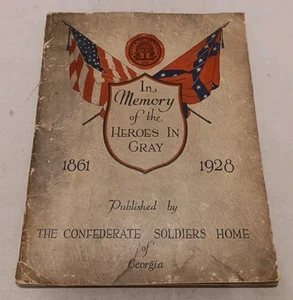 In
Memory
of the
HEROES IN
GRAY
1861 1928
Published by
THE CONFEDERATE SOLDIERS HOME
of
Georgia